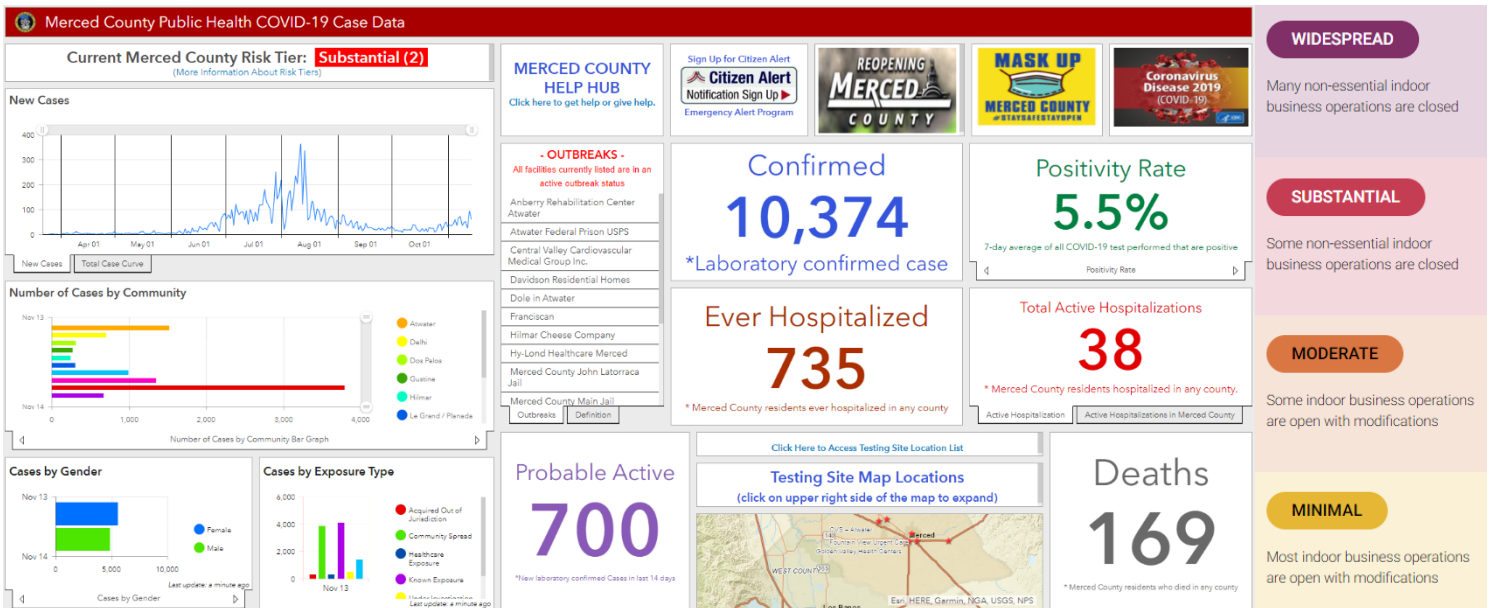 Merced County Public Health COVID-19 Case Data
Current Merced County Risk Tier: Substantial (2)
(More Information About Risk Tiers)
New Cases
400
300
200
100
0
Apr 01
May 01
Jun 01
Jul 01
Aug 01
Sep 01
Oct 01
New Cases
Total Case Curve
Number of Cases by Community
Nov 13
Nov 14
0
1,000
2,000
3,000
4,000
Atwater
Delhi
Dos Palos
Gustine
Hilmar
Le Grand / Planada
Number of Cases by Community Bar Graph
Cases by Gender
Nov 13
Nov 14
0
5,000
10,000
Female
Male
Last update: a minute ago
Cases by Gender
Cases by Exposure Type
6,000
4,000
2,000
0
Nov 13
Acquired Out of
Jurisdiction
Community Spread
Healthcare
Exposure
Known Exposure
Under Investigation
Last update: a minute ago
MERCED COUNTY
HELP HUB
Click here to get help or give help.
Sign Up for Citizen Alert
Citizen Alert
Notification Sign Up
Emergency Alert Program
REOPENING
MERCED
COUNTY
MASK UP
MERCED COUNTY
#STAYSAFESTAYOPEN
Coronavirus
Disease 2019
(COVID-19)
CDC
- OUTBREAKS -
All facilities currently listed are in an
active outbreak status
Anberry Rehabilitation Center
Atwater
Atwater Federal Prison USPS
Central Valley Cardiovascular
Medical Group Inc.
Davidson Residential Homes
Dole in Atwater
Franciscan
Hilmar Cheese Company
Hy-Lond Healthcare Merced
Merced County John Latorraca
Jail
Merced County Main Jail
Outbreaks
Definition
Confirmed
10,374
*Laboratory confirmed case
Positivity Rate
5.5%
7-day average of all COVID-19 test performed that are positive
Positivity Rate
Ever Hospitalized
735
* Merced County residents ever hospitalized in any county
Total Active Hospitalizations
38
* Merced County residents hospitalized in any county.
Active Hospitalization
Active Hospitalizations in Merced County
Probable Active
700
*New laboratory confirmed Cases in last 14 days
Click Here to Access Testing Site Location List
Testing Site Map Locations
(click on upper right side of the map to expand)
CVS - Atwater
140
Merced
Fountain View Urgent Care
Golden Valley Health Centers
WEST COUNTY
Los Banos
Esri, HERE, Garmin, NGA, USGS, NPS
Deaths
169
* Merced County residents who died in any county
WIDESPREAD
Many non-essential indoor
business operations are closed
SUBSTANTIAL
Some non-essential indoor
business operations are closed
MODERATE
Some indoor business operations
are open with modifications
MINIMAL
Most indoor business operations
are open with modifications